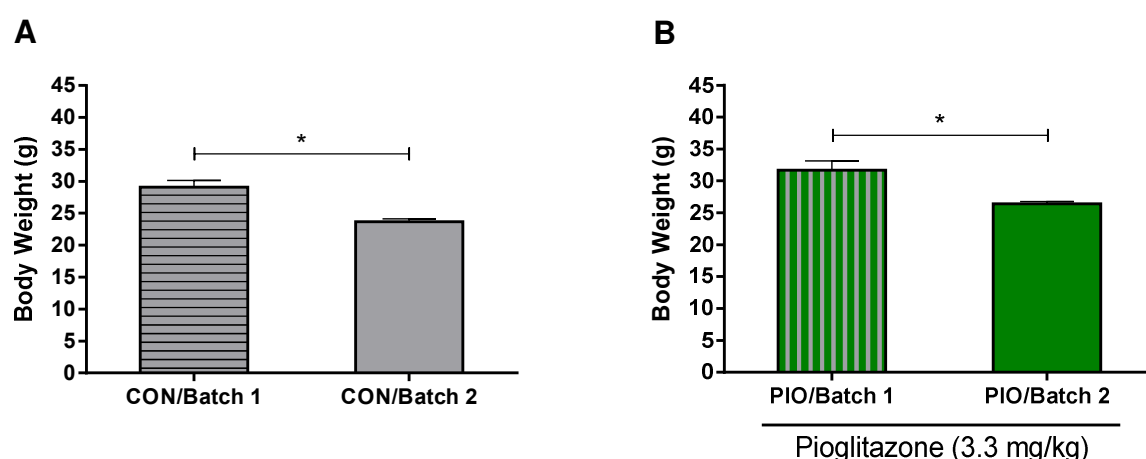 A
Body Weight (g)
45
40
35
30
25
20
15
10
5
0
*
CON/Batch 1
CON/Batch 2
B
Body Weight (g)
45
40
35
30
25
20
15
10
5
0
*
PIO/Batch 1
PIO/Batch 2
Pioglitazone (3.3 mg/kg)